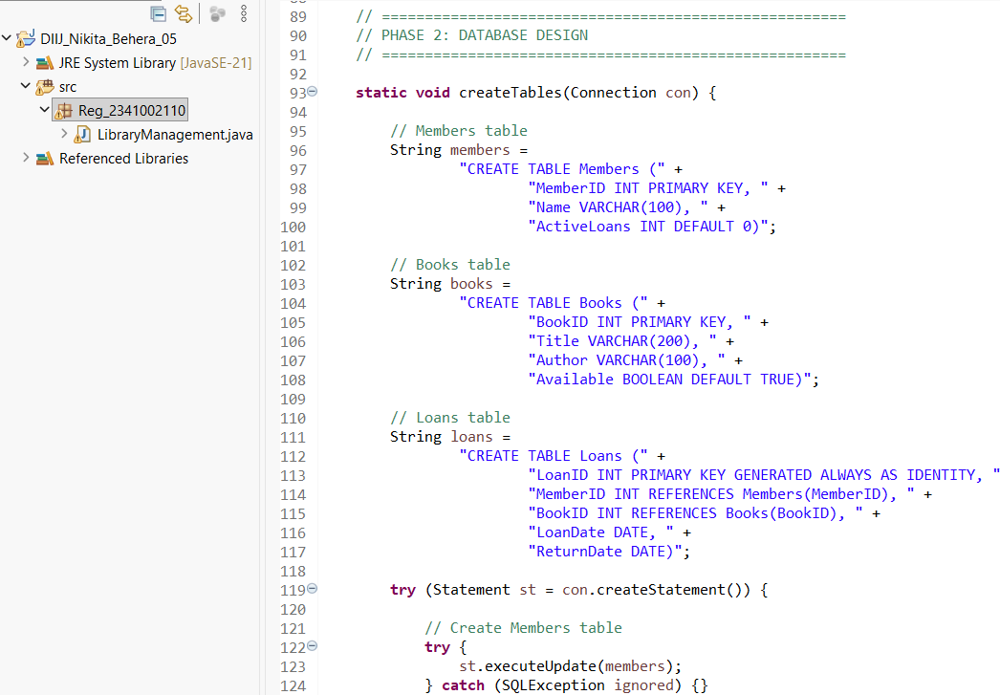 DIIJ_Nikita_Behera_05
JRE System Library [JavaSE-21]
src
Reg_2341002110
LibraryManagement.java
Referenced Libraries
89 // ======================================================
90 // PHASE 2: DATABASE DESIGN
91 // ======================================================
92
93 static void createTables(Connection con) {
94
95 // Members table
96 String members =
97 "CREATE TABLE Members (" +
98 "MemberID INT PRIMARY KEY, " +
99 "Name VARCHAR(100), " +
100 "ActiveLoans INT DEFAULT 0)";
101
102 // Books table
103 String books =
104 "CREATE TABLE Books (" +
105 "BookID INT PRIMARY KEY, " +
106 "Title VARCHAR(200), " +
107 "Author VARCHAR(100), " +
108 "Available BOOLEAN DEFAULT TRUE)";
109
110 // Loans table
111 String loans =
112 "CREATE TABLE Loans (" +
113 "LoanID INT PRIMARY KEY GENERATED ALWAYS AS IDENTITY, "
114 "MemberID INT REFERENCES Members(MemberID), " +
115 "BookID INT REFERENCES Books(BookID), " +
116 "LoanDate DATE, " +
117 "ReturnDate DATE)";
118
119 try (Statement st = con.createStatement()) {
120
121 // Create Members table
122 try {
123 st.executeUpdate(members);
124 } catch (SQLException ignored) {}